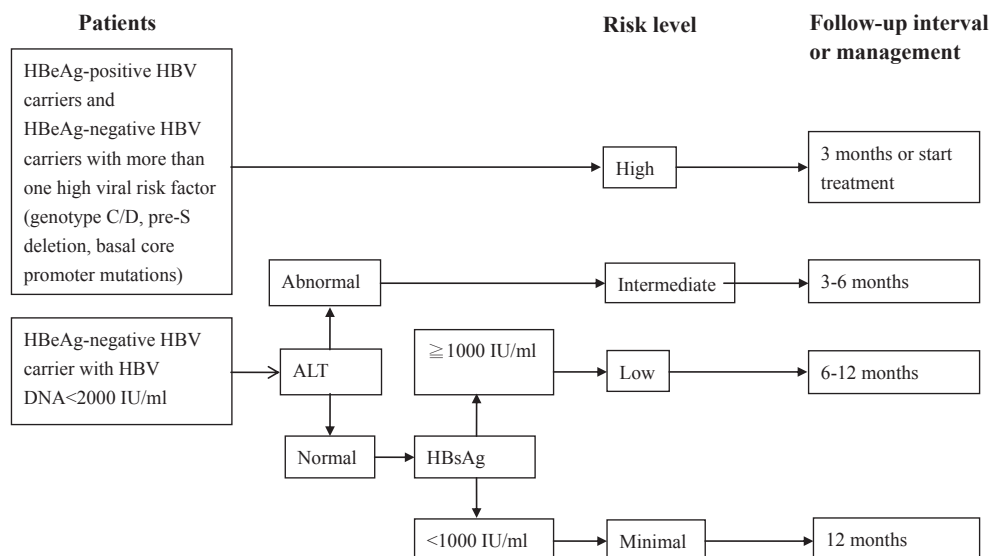 Patients
Risk level
Follow-up interval
or management
HBeAg-positive HBV
carriers and
HBeAg-negative HBV
carriers with more than
one high viral risk factor
(genotype C/D, pre-S
deletion, basal core
promoter mutations)
High
3 months or start
treatment
Abnormal
Intermediate
3-6 months
HBeAg-negative HBV
carrier with HBV
DNA<2000 IU/ml
ALT
≧1000 IU/ml
Low
6-12 months
Normal
HBsAg
<1000 IU/ml
Minimal
12 months